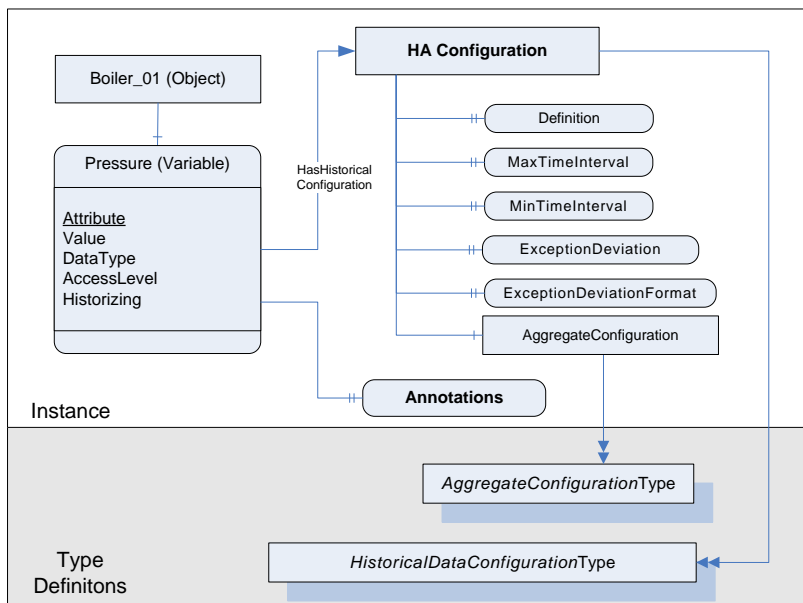 HA Configuration
Boiler_01 (Object)
Definition
Pressure (Variable)
HasHistorical
Configuration
MaxTimeInterval
MinTimeInterval
Attribute
Value
DataType
AccessLevel
Historizing
ExceptionDeviation
ExceptionDeviationFormat
AggregateConfiguration
Annotations
Instance
AggregateConfigurationType
HistoricalDataConfigurationType
Type
Definitons